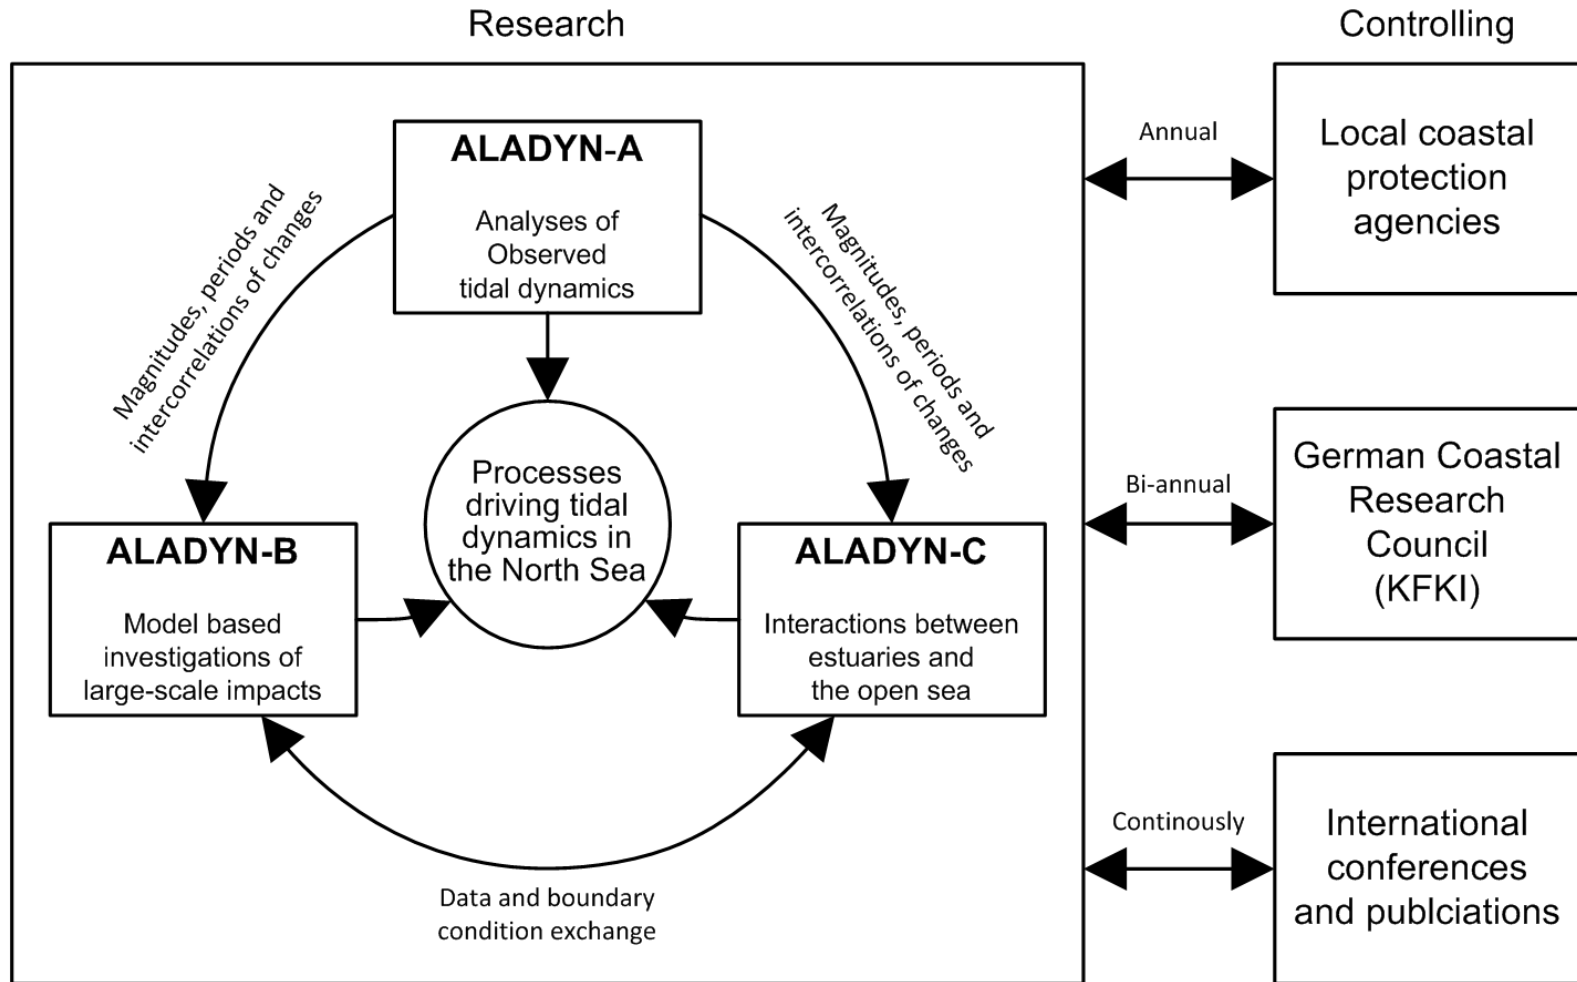 Research
Controlling
ALADYN-A
Analyses of
Observed
tidal dynamics
Magnitudes, periods and
intercorrelations of changes
Magnitudes, periods and
intercorrelations of changes
Processes
driving tidal
dynamics in
the North Sea
ALADYN-B
Model based
investigations of
large-scale impacts
ALADYN-C
Interactions between
estuaries and
the open sea
Data and boundary
condition exchange
Annual
Local coastal
protection
agencies
Bi-annual
German Coastal
Research
Council
(KFKI)
Continously
International
conferences
and publciations